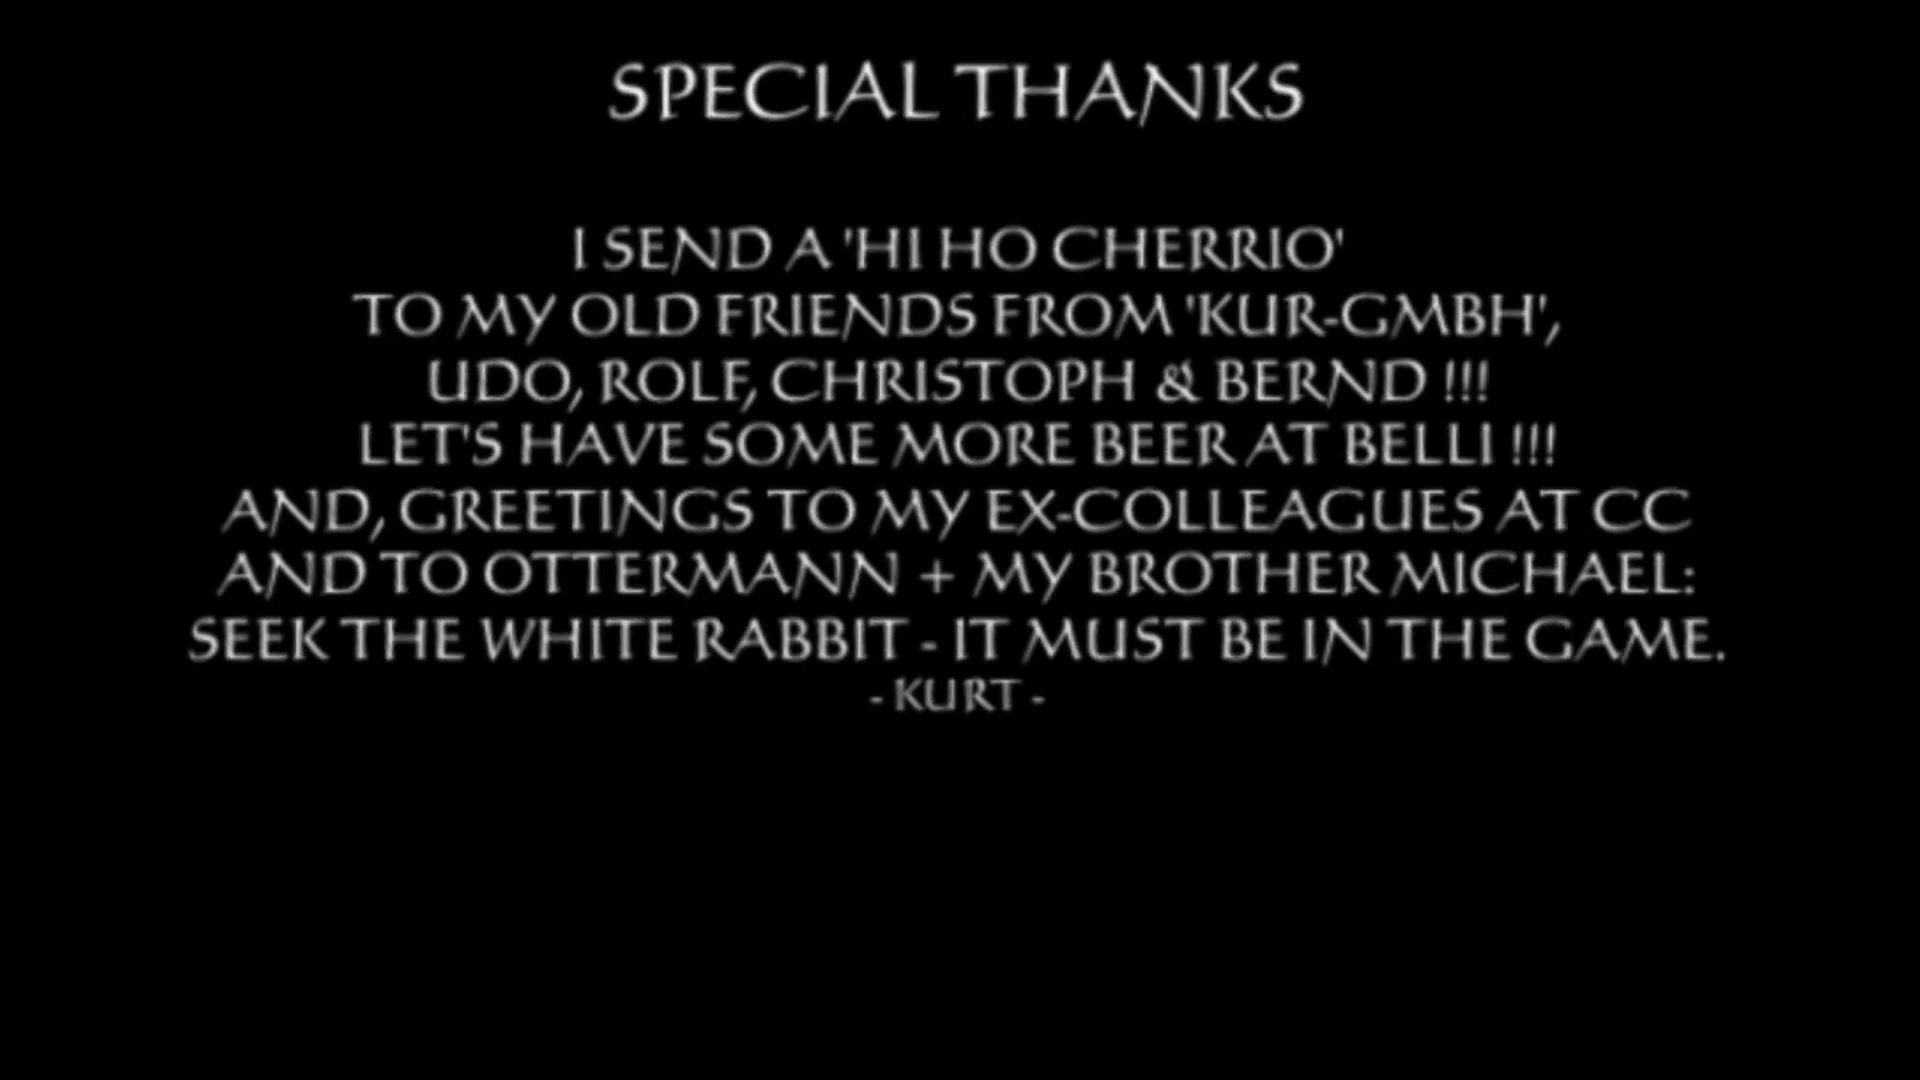 SPECIAL THANKS
I SEND A 'HI HO CHERRIO'
TO MY OLD FRIENDS FROM 'KUR-GMBH',
UDO, ROLF, CHRISTOPH & BERND !!!
LET'S HAVE SOME MORE BEER AT BELLI !!!
AND, GREETINGS TO MY EX-COLLEAGUES AT CC
AND TO OTTERMANN + MY BROTHER MICHAEL:
SEEK THE WHITE RABBIT - IT MUST BE IN THE GAME.
- KURT -